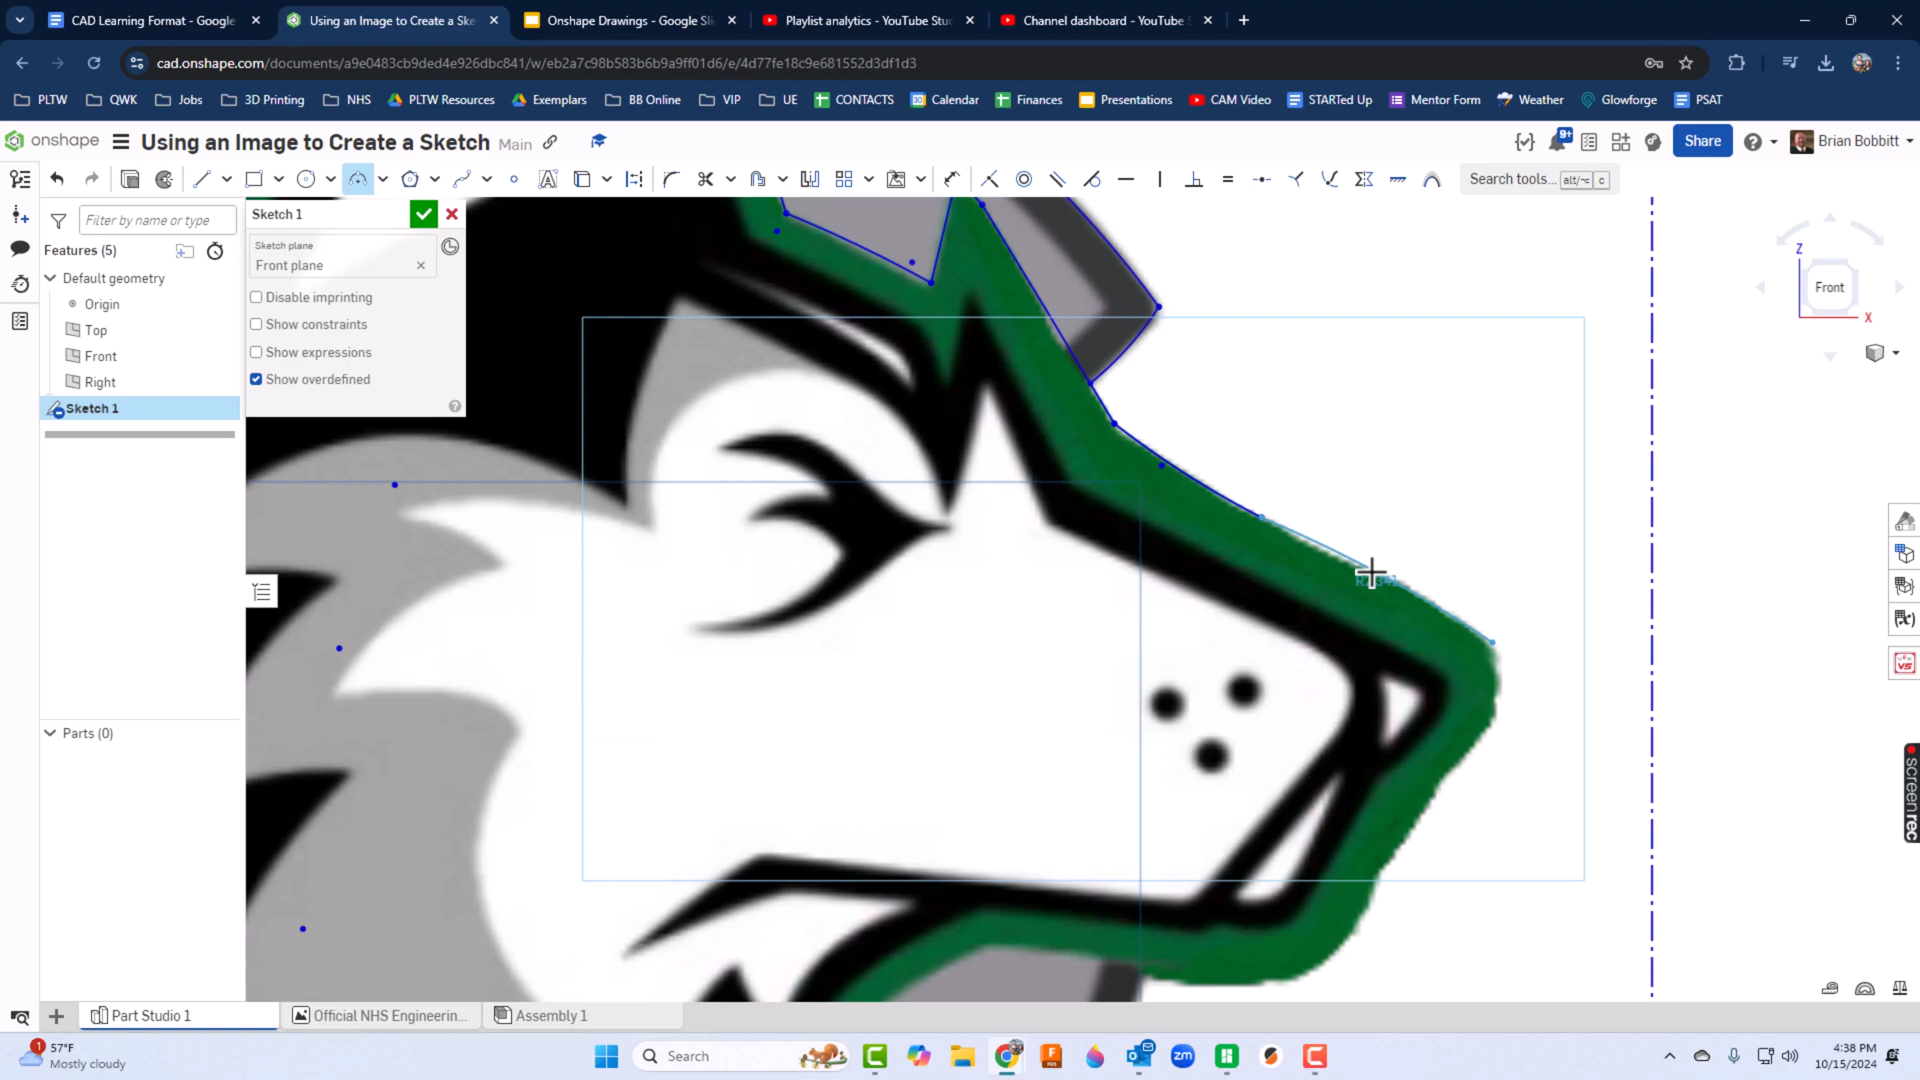 CAD Learning Format - Google
Using an Image to Create a Ske
Onshape Drawings - Google Sli
Playlist analytics - YouTube Stu
Channel dashboard - YouTube S
cad.onshape.com/documents/a9e0483cb9ded4e926dbc841/w/eb2a7c98b583b6b9a9ff01d6/e/4d77fe18c9e681552d3df1d3
PLTW
QWK
Jobs
3D Printing
NHS
PLTW Resources
Exemplars
BB Online
VIP
UE
CONTACTS
Calendar
Finances
Presentations
CAM Video
STARTed Up
Mentor Form
Weather
Glowforge
PSAT
onshape
Using an Image to Create a Sketch
Main
9+
Share
Brian Bobbitt
Search tools... alt/⌥ c
Filter by name or type
Features (5)
Default geometry
Origin
Top
Front
Right
Sketch 1
Parts (0)
Sketch 1
Sketch plane
Front plane
Disable imprinting
Show constraints
Show expressions
Show overdefined
Z
Front
X
screenrec
Part Studio 1
Official NHS Engineerin...
Assembly 1
1
57°F
Mostly cloudy
Search
4:38 PM
10/15/2024